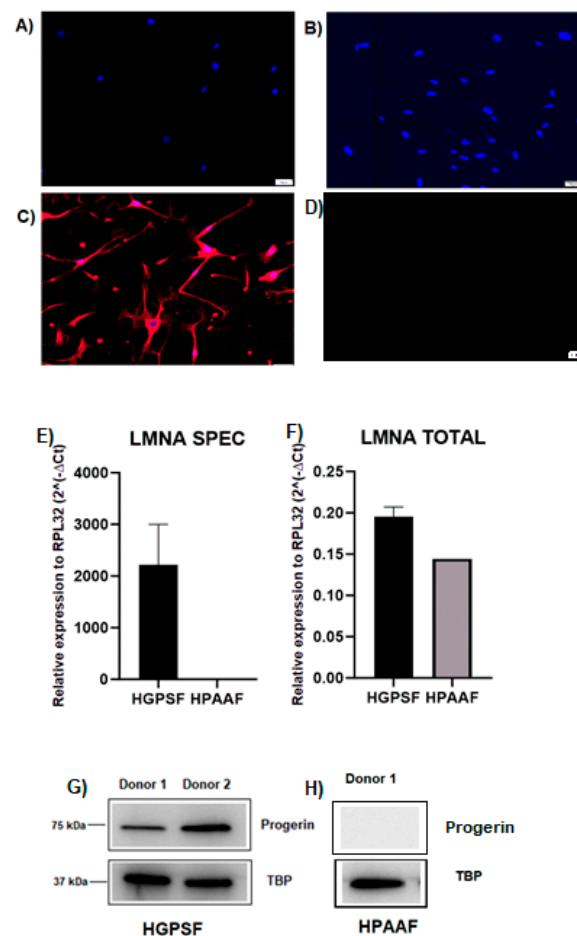 A)
B)
C)
D)
E)
LMNA SPEC
Relative expression to RPL32 (2^(-ΔCt)
4000
3000
2000
1000
0
HGPSF HPAAF
F)
LMNA TOTAL
Relative expression to RPL32 (2^(-ΔCt)
0.25
0.20
0.15
0.10
0.05
0.00
HGPSF HPAAF
G)
Donor 1 Donor 2
75 kDa
Progerin
37 kDa
TBP
HGPSF
H)
Donor 1
Progerin
TBP
HPAAF